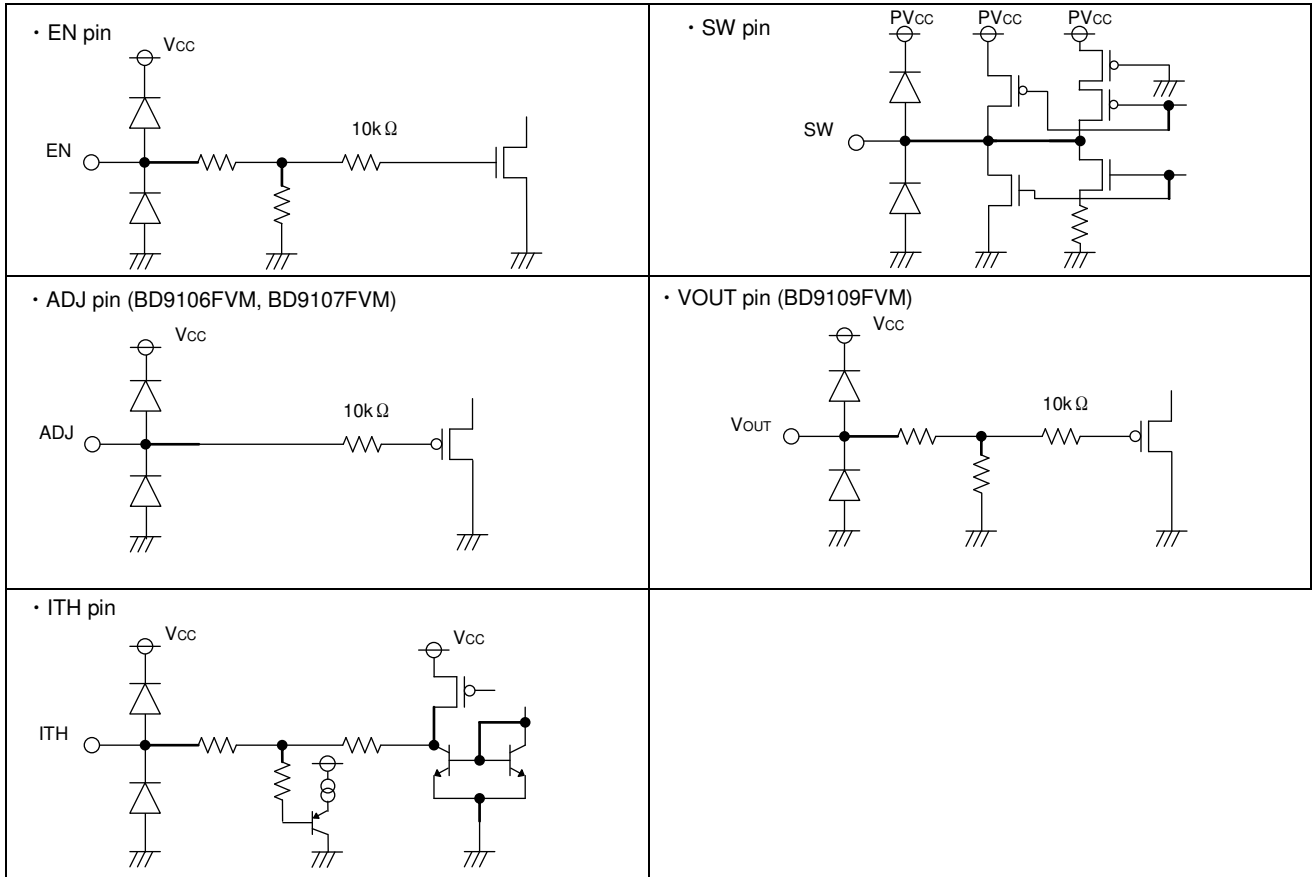 ・EN pin
VCC
10kΩ
EN
・SW pin
PVCC PVCC PVCC
SW
・ADJ pin (BD9106FVM, BD9107FVM)
VCC
10kΩ
ADJ
・VOUT pin (BD9109FVM)
VCC
10kΩ
VOUT
・ITH pin
VCC
VCC
ITH